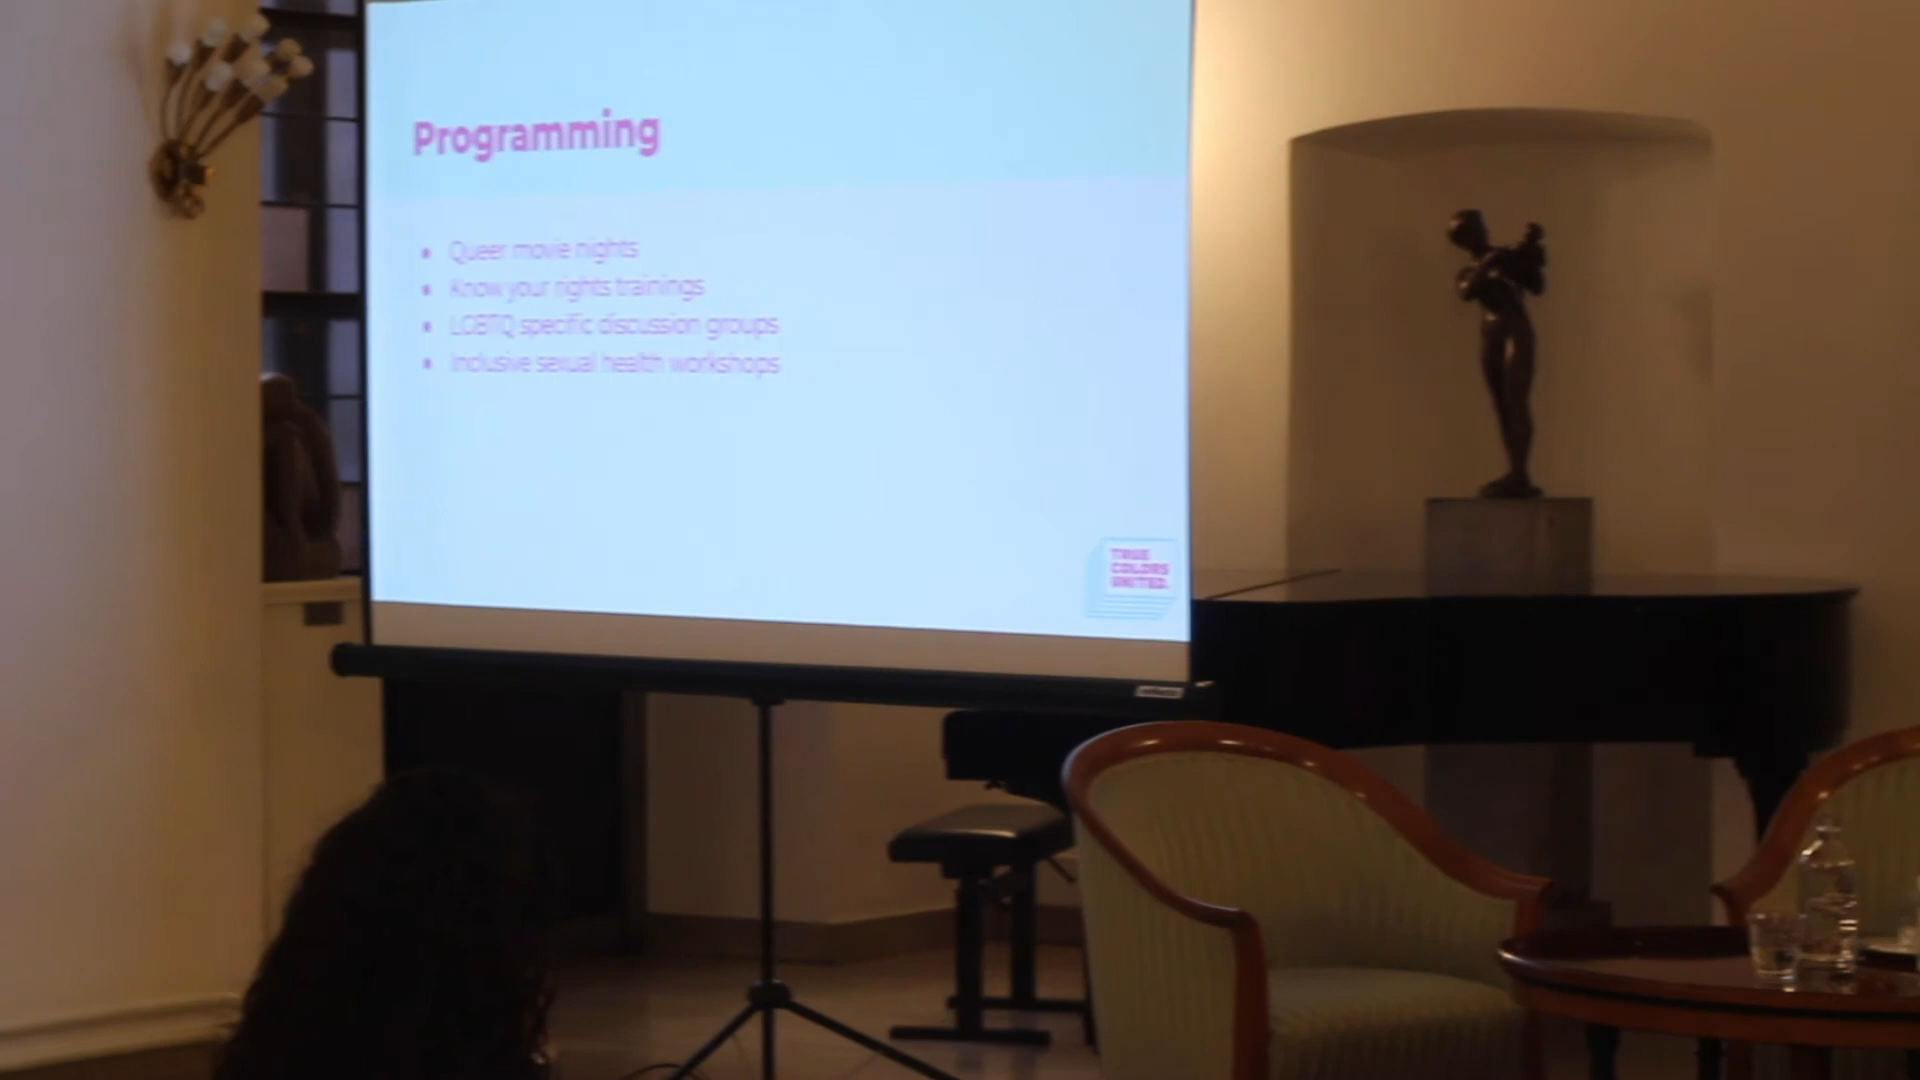 Programming
Queer movie nights
Know your rights trainings
LGBTQ specific discussion groups
Inclusive sexual health workshops
TRUE
COLORS
UNITED.